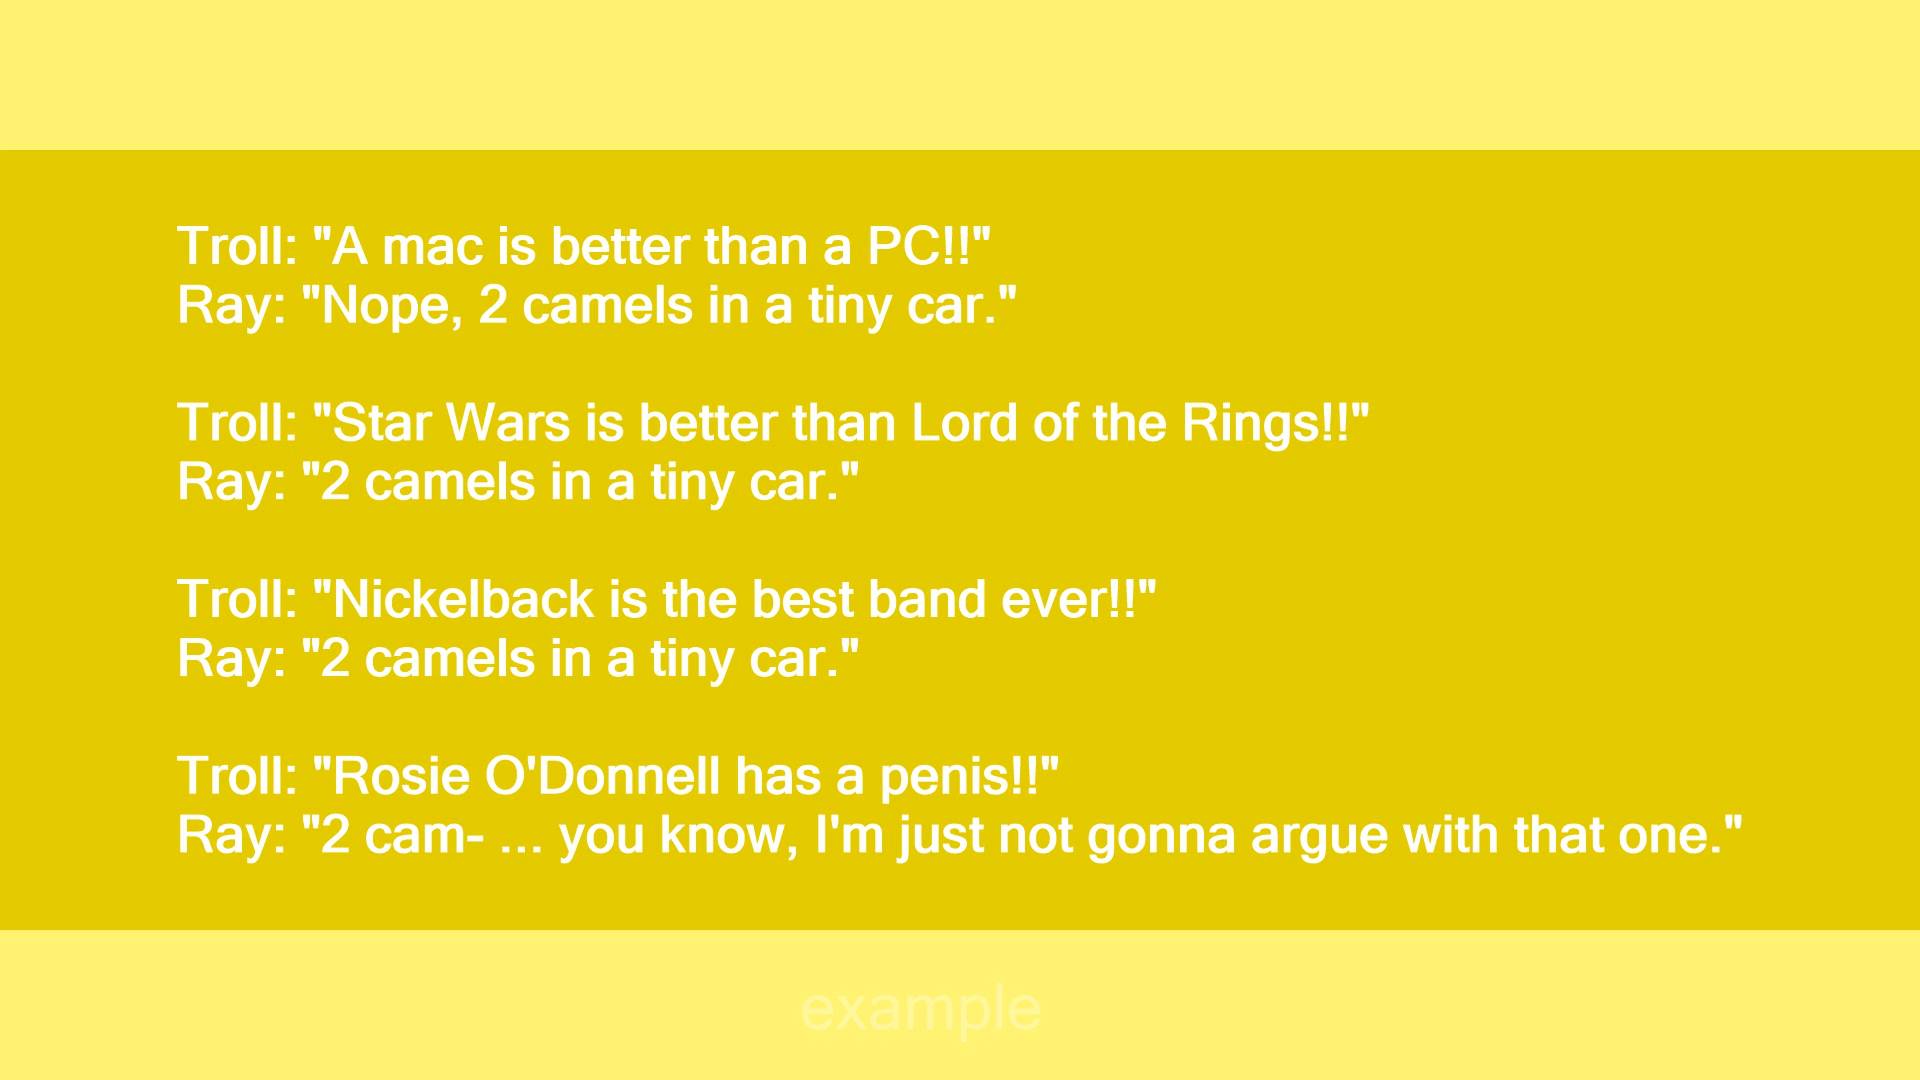 Troll: "A mac is better than a PC!!"
Ray: "Nope, 2 camels in a tiny car."
Troll: "Star Wars is better than Lord of the Rings!!"
Ray: "2 camels in a tiny car."
Troll: "Nickelback is the best band ever!!"
Ray: "2 camels in a tiny car."
Troll: "Rosie O'Donnell has a penis!!"
Ray: "2 cam- ... you know, I'm just not gonna argue with that one."
example